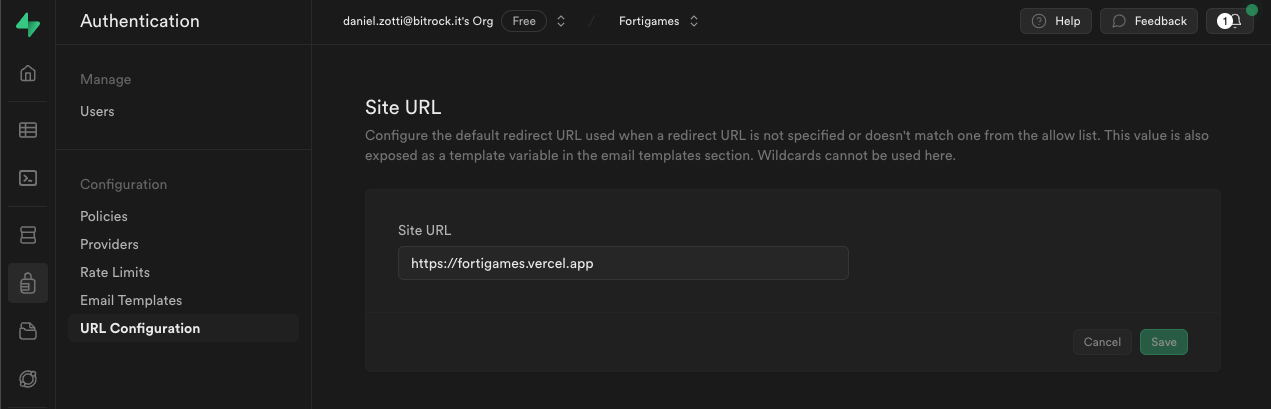 Authentication
daniel.zotti@bitrock.it's Org Free / Fortigames Help Feedback 1
Manage
Users
Configuration
Policies
Providers
Rate Limits
Email Templates
URL Configuration
Site URL
Configure the default redirect URL used when a redirect URL is not specified or doesn't match one from the allow list. This value is also
exposed as a template variable in the email templates section. Wildcards cannot be used here.
Site URL
https://fortigames.vercel.app
Cancel Save